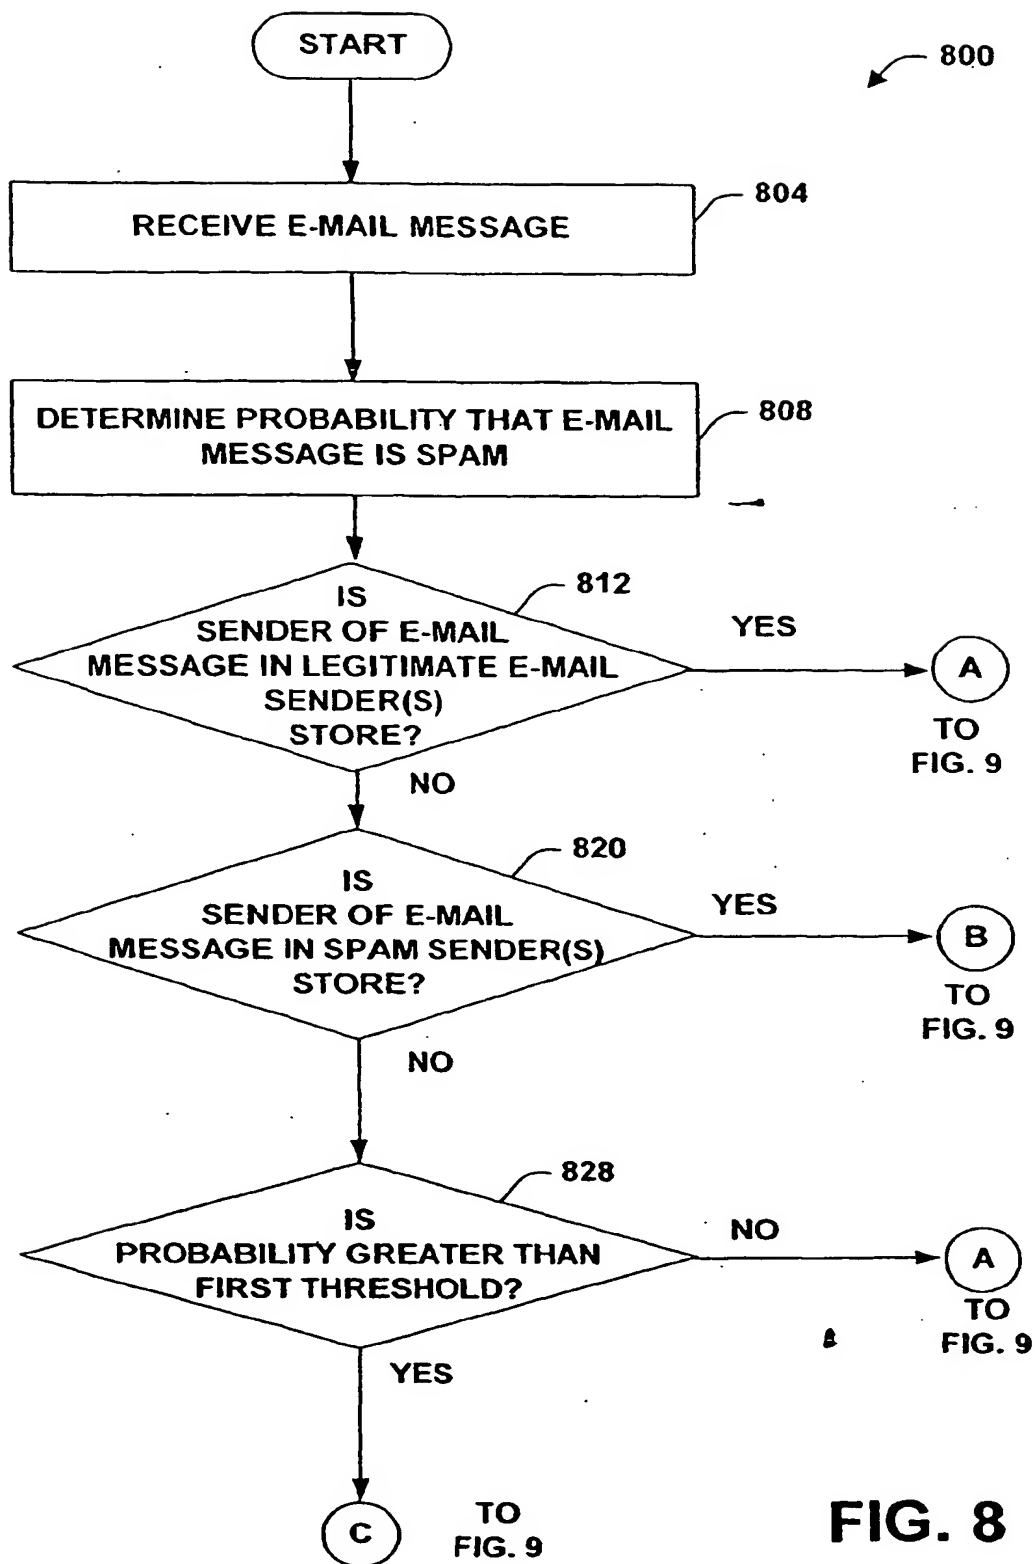 START
800
RECEIVE E-MAIL MESSAGE
804
DETERMINE PROBABILITY THAT E-MAIL
MESSAGE IS SPAM
808
IS
SENDER OF E-MAIL
MESSAGE IN LEGITIMATE E-MAIL
SENDER(S)
STORE?
812
YES
A
TO
FIG. 9
NO
IS
SENDER OF E-MAIL
MESSAGE IN SPAM SENDER(S)
STORE?
820
YES
B
TO
FIG. 9
NO
IS
PROBABILITY GREATER THAN
FIRST THRESHOLD?
828
NO
A
TO
FIG. 9
YES
C
TO
FIG. 9
FIG. 8